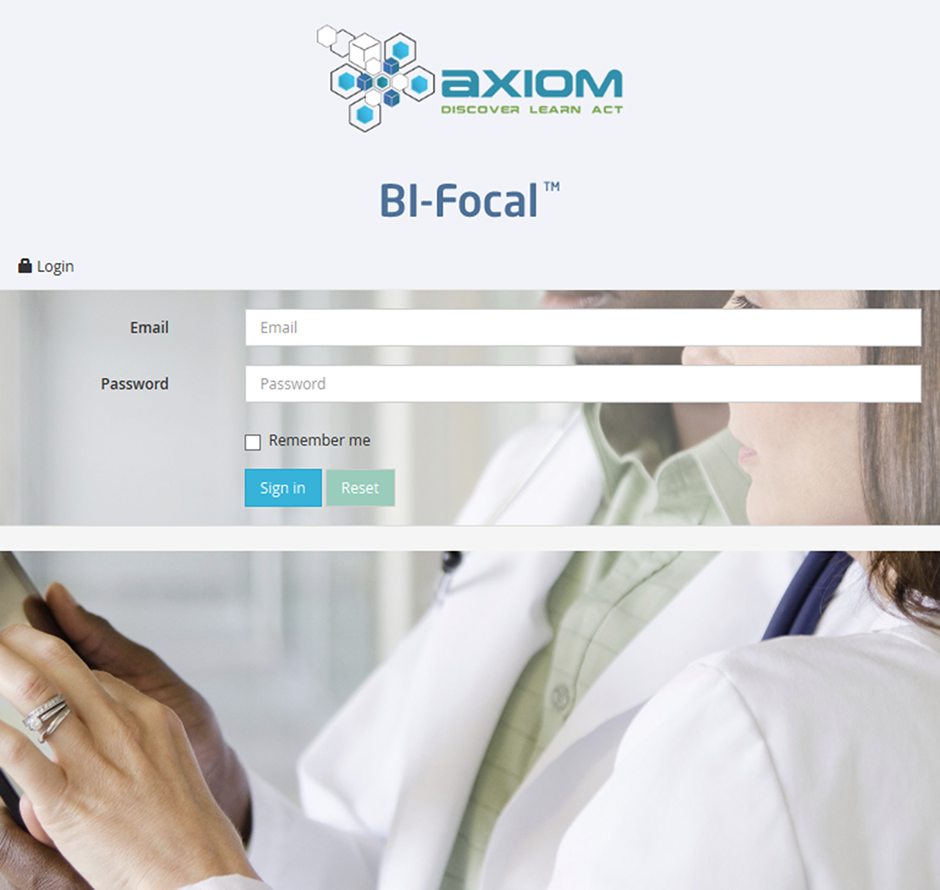 axiom
DISCOVER LEARN ACT
BI-Focal™
Login
Email
Email
Password
Password
Remember me
Sign in
Reset